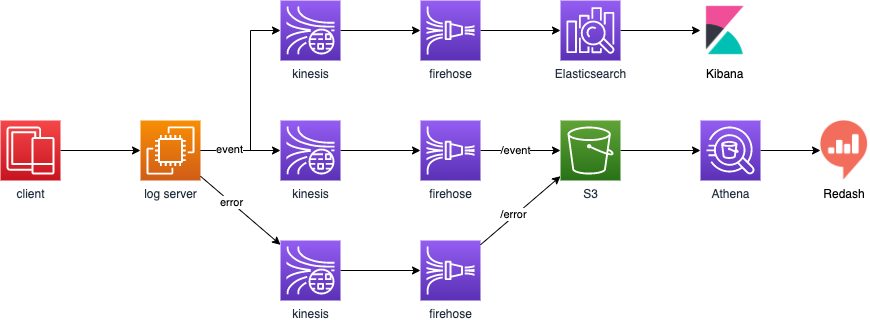 kinesis
firehose
Elasticsearch
Kibana
client
log server
event
kinesis
firehose
/event
S3
Athena
Redash
error
/error
kinesis
firehose